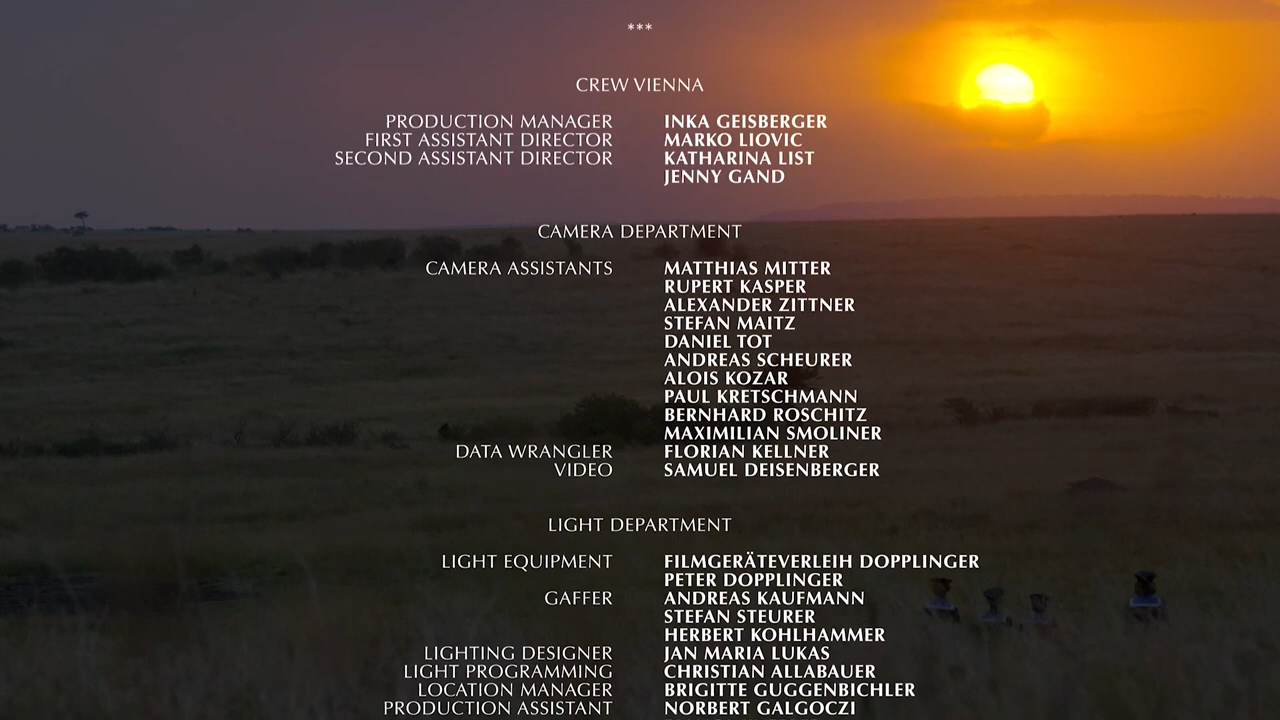 ***
CREW VIENNA
PRODUCTION MANAGER INKA GEISBERGER
FIRST ASSISTANT DIRECTOR MARKO LIOVIC
SECOND ASSISTANT DIRECTOR KATHARINA LIST
JENNY GAND
CAMERA DEPARTMENT
CAMERA ASSISTANTS MATTHIAS MITTER
RUPERT KASPER
ALEXANDER ZITTNER
STEFAN MAITZ
DANIEL TOT
ANDREAS SCHEURER
ALOIS KOZAR
PAUL KRETSCHMANN
BERNHARD ROSCHITZ
MAXIMILIAN SMOLINER
DATA WRANGLER FLORIAN KELLNER
VIDEO SAMUEL DEISENBERGER
LIGHT DEPARTMENT
LIGHT EQUIPMENT FILMGERÄTEVERLEIH DOPPLINGER
PETER DOPPLINGER
GAFFER ANDREAS KAUFMANN
STEFAN STEURER
HERBERT KOHLHAMMER
LIGHTING DESIGNER JAN MARIA LUKAS
LIGHT PROGRAMMING CHRISTIAN ALLABAUER
LOCATION MANAGER BRIGITTE GUGGENBICHLER
PRODUCTION ASSISTANT NORBERT GALGOCZI